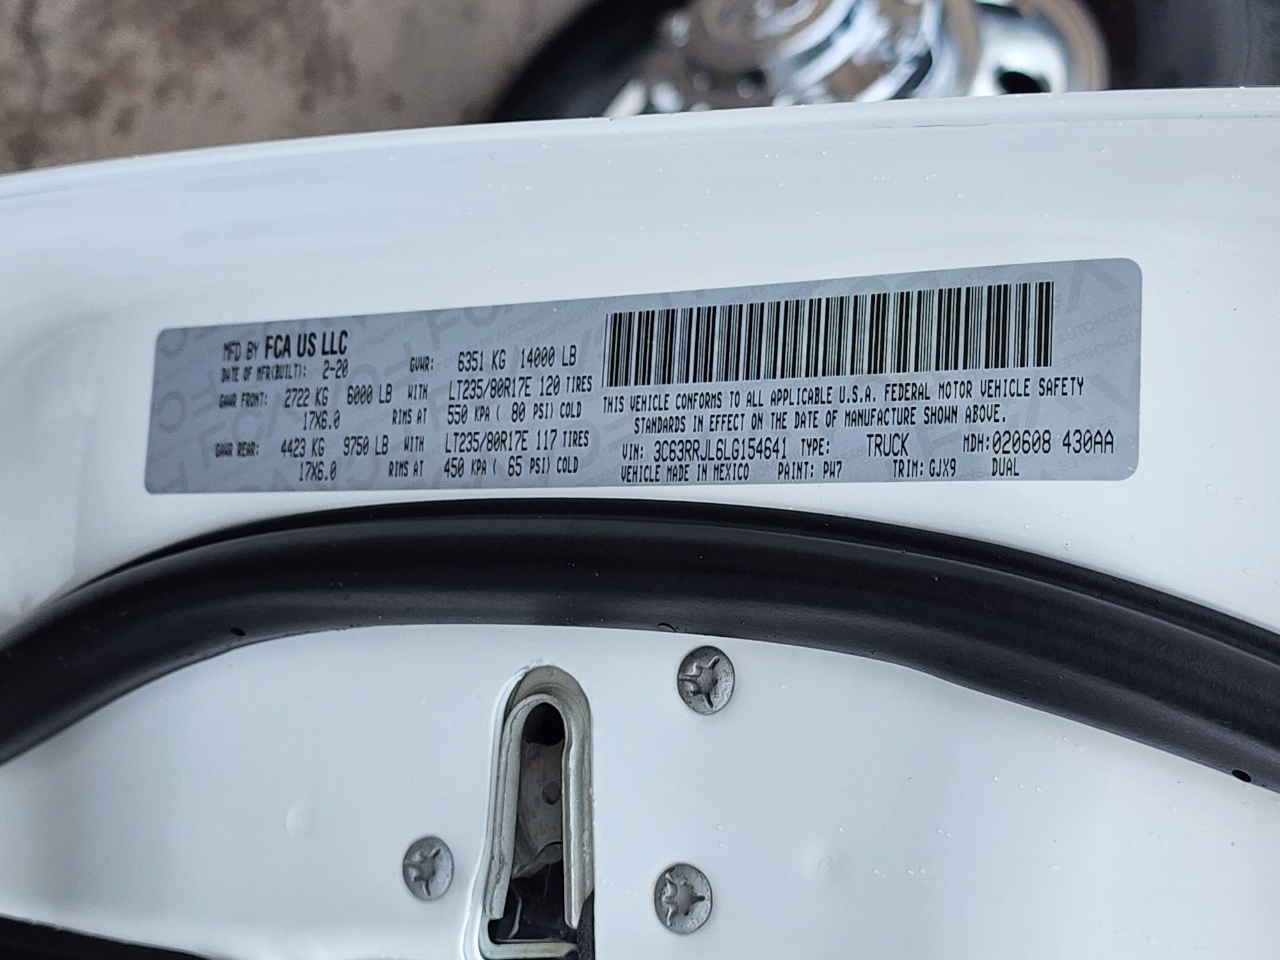 MFD BY FCA US LLC
DATE OF MFR(BUILT): 2-20 GVWR: 6351 KG 14000 LB
GAWR FRONT: 2722 KG 6000 LB WITH LT235/80R17E 120 TIRES
17X6.0 RIMS AT 550 KPA ( 80 PSI) COLD
GAWR REAR: 4423 KG 9750 LB WITH LT235/80R17E 117 TIRES
17X6.0 RIMS AT 450 KPA ( 65 PSI) COLD
THIS VEHICLE CONFORMS TO ALL APPLICABLE U.S.A. FEDERAL MOTOR VEHICLE SAFETY
STANDARDS IN EFFECT ON THE DATE OF MANUFACTURE SHOWN ABOVE.
VIN: 3C63RRJL6LG154641 TYPE: TRUCK MDH:020608 430AA
VEHICLE MADE IN MEXICO PAINT: PW7 TRIM: GJX9 DUAL